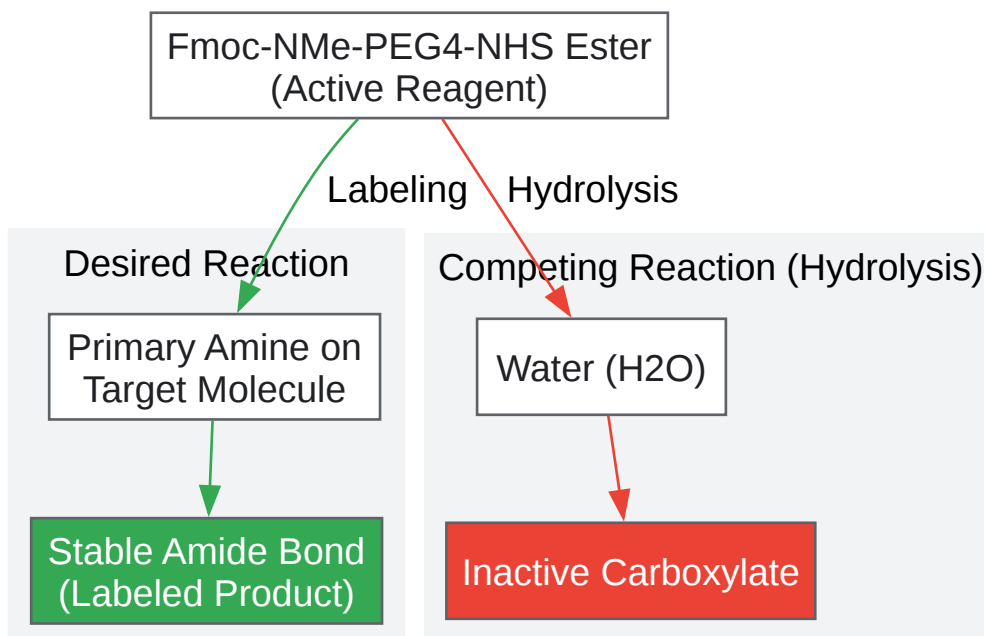 Fmoc-NMe-PEG4-NHS Ester
(Active Reagent)
Labeling
Hydrolysis
Desired Reaction
Competing Reaction (Hydrolysis)
Primary Amine on
Target Molecule
Water (H2O)
Stable Amide Bond
(Labeled Product)
Inactive Carboxylate